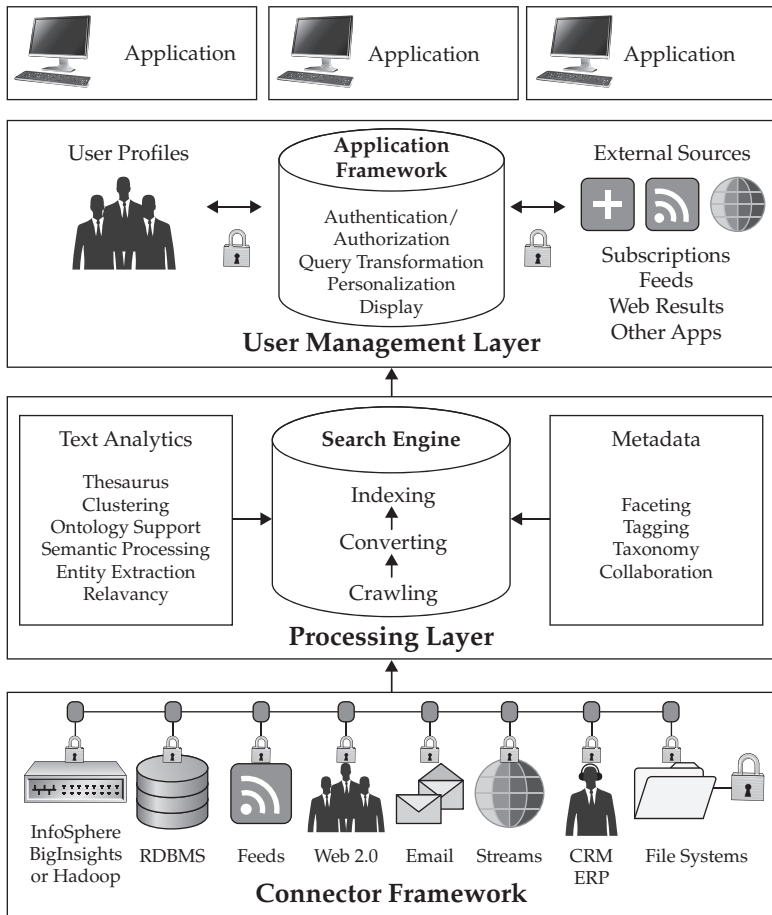 Application
Application
Application
User Profiles
Application
Framework
Authentication/
Authorization
Query Transformation
Personalization
Display
External Sources
Subscriptions
Feeds
Web Results
Other Apps
User Management Layer
Text Analytics
Thesaurus
Clustering
Ontology Support
Semantic Processing
Entity Extraction
Relavancy
Search Engine
Indexing
Converting
Crawling
Metadata
Faceting
Tagging
Taxonomy
Collaboration
Processing Layer
InfoSphere
BigInsights
or Hadoop
RDBMS
Feeds
Web 2.0
Email
Streams
CRM
ERP
File Systems
Connector Framework